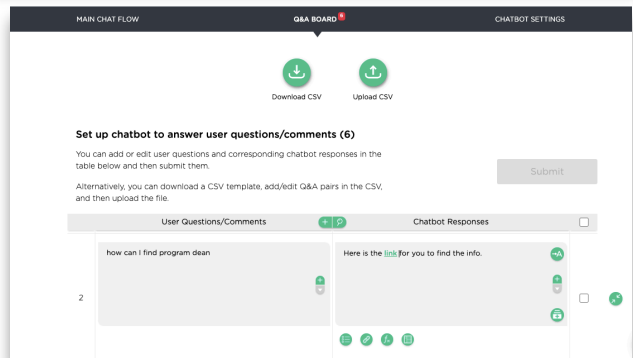 MAIN CHAT FLOW
Q&A BOARD 6
CHATBOT SETTINGS
Download CSV
Upload CSV
Set up chatbot to answer user questions/comments (6)
You can add or edit user questions and corresponding chatbot responses in the
table below and then submit them.
Submit
Alternatively, you can download a CSV template, add/edit Q&A pairs in the CSV,
and then upload the file.
User Questions/Comments
Chatbot Responses
how can I find program dean
Here is the link for you to find the info.
A
2